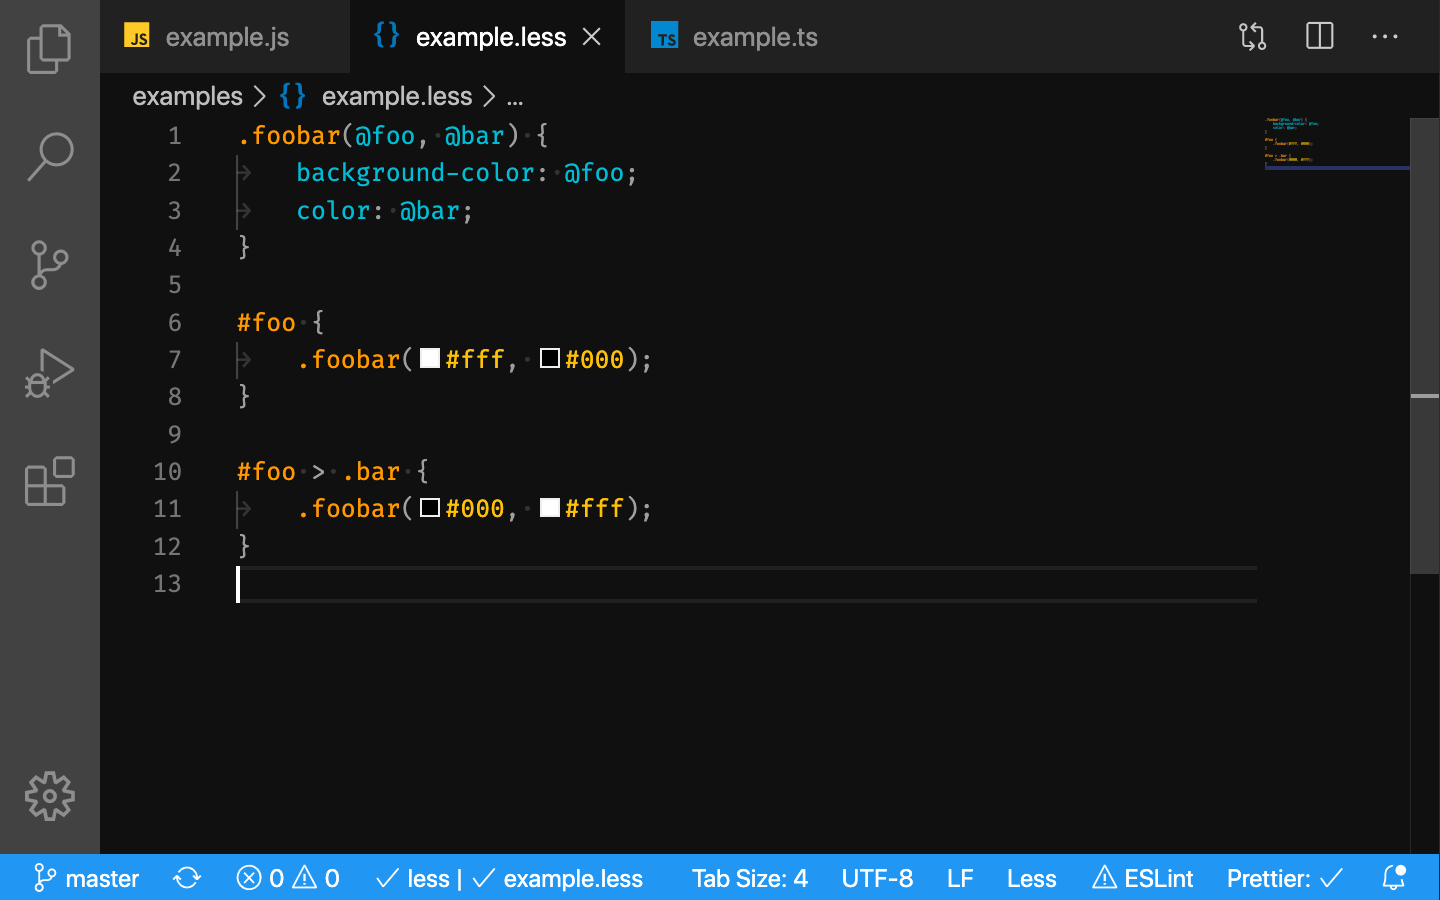 JS example.js
{} example.less
TS example.ts
examples > {} example.less > ...
1 .foobar(@foo, @bar) {
2 background-color: @foo;
3 color: @bar;
4 }
5
6 #foo {
7 .foobar(#fff, #000);
8 }
9
10 #foo > .bar {
11 .foobar(#000, #fff);
12 }
13
master 0 0 ✓ less | ✓ example.less Tab Size: 4 UTF-8 LF Less ESLint Prettier: ✓